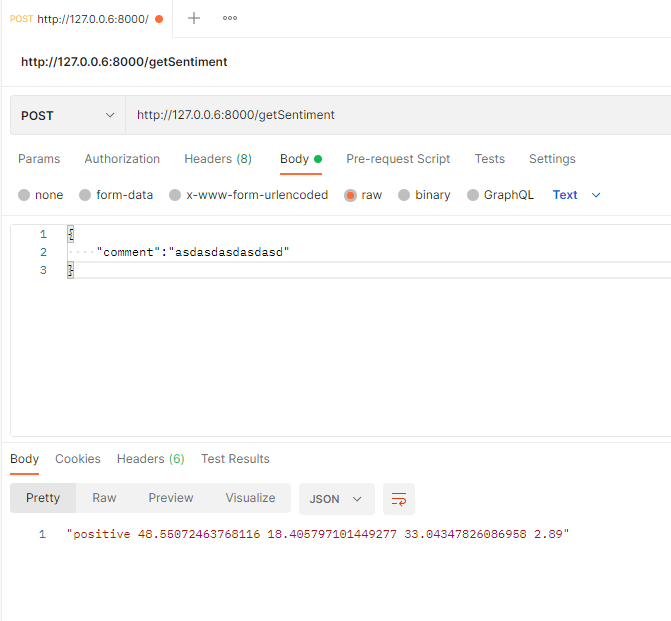 POST http://127.0.0.6:8000/
http://127.0.0.6:8000/getSentiment
POST http://127.0.0.6:8000/getSentiment
Params Authorization Headers (8) Body Pre-request Script Tests Settings
none form-data x-www-form-urlencoded raw binary GraphQL Text
1 {
2 "comment":"asdasdasdasdasd"
3 }
Body Cookies Headers (6) Test Results
Pretty Raw Preview Visualize JSON
1 "positive 48.55072463768116 18.405797101449277 33.04347826086958 2.89"